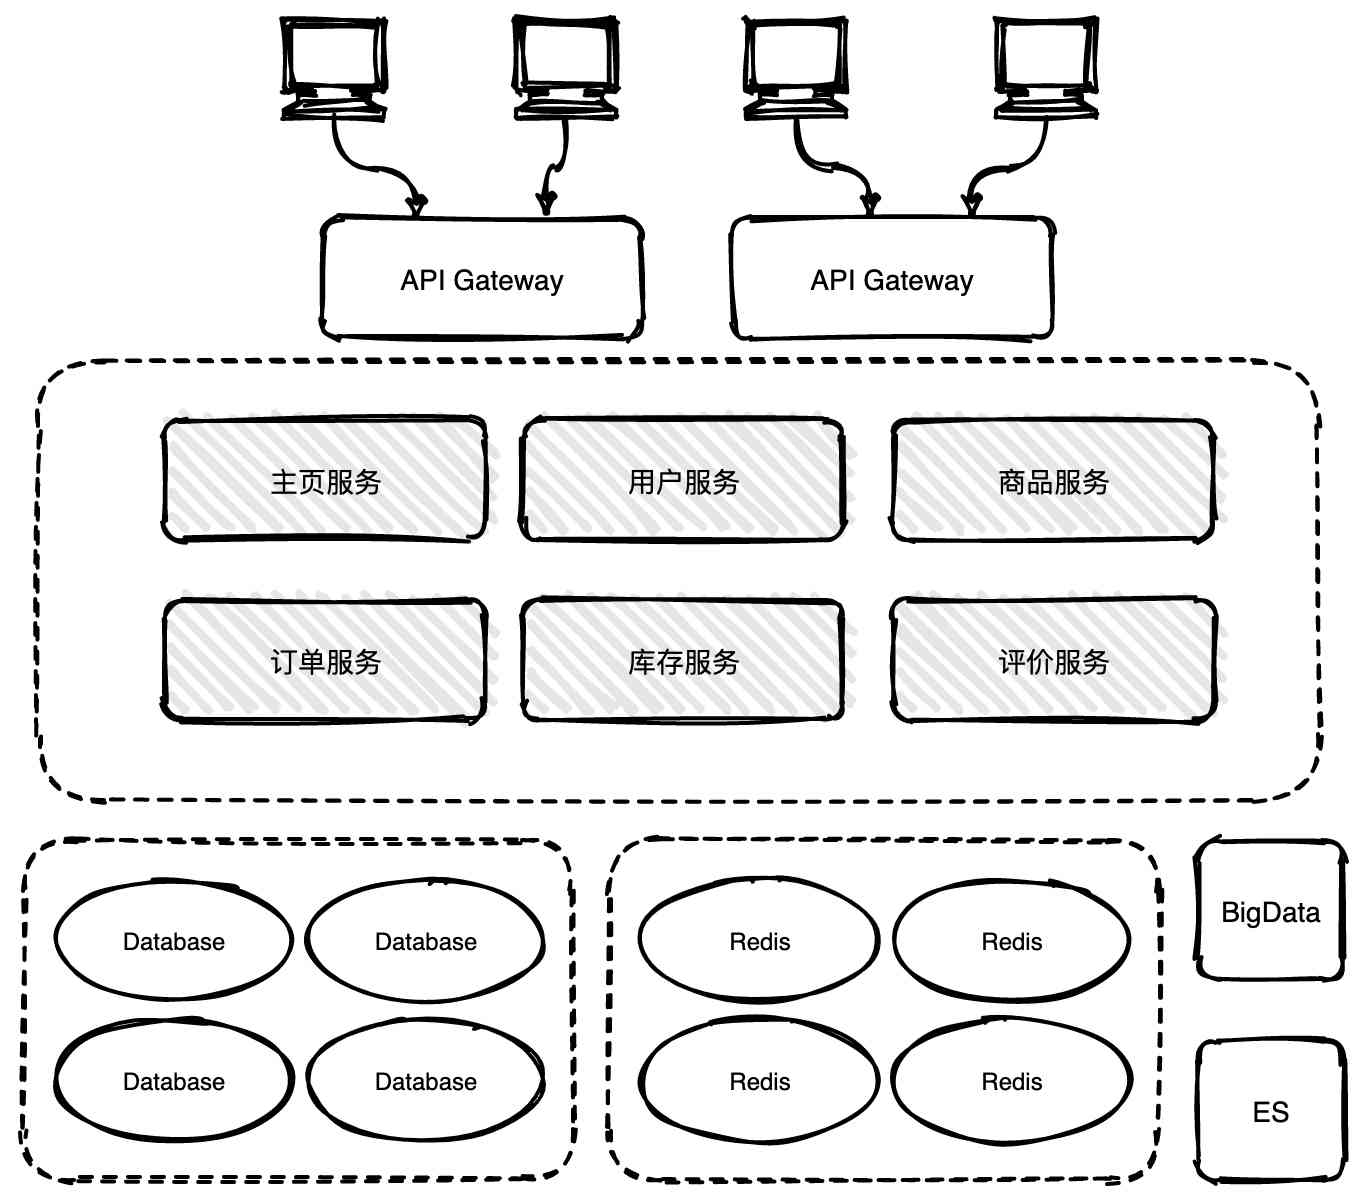 API Gateway
API Gateway
主页服务
用户服务
商品服务
订单服务
库存服务
评价服务
Database
Database
Redis
Redis
BigData
Database
Database
Redis
Redis
ES